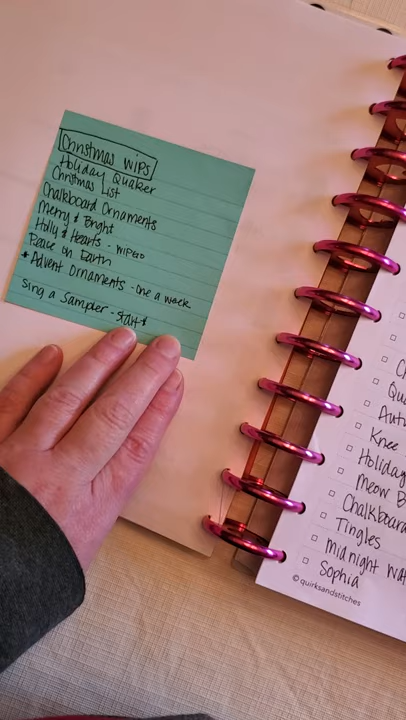 Christmas WIPs
Holiday Quaker
Christmas List
Chalkboard Ornaments
Merry & Bright
Holly & Hearts - WIPGO
Peace on Earth
* Advent Ornaments - one a week
Sing a Sampler - start
Qu
Aut
Knee
Holiday
Meow B
Chalkboard
Tingles
midnight wa
Sophia
© quirksandstitches